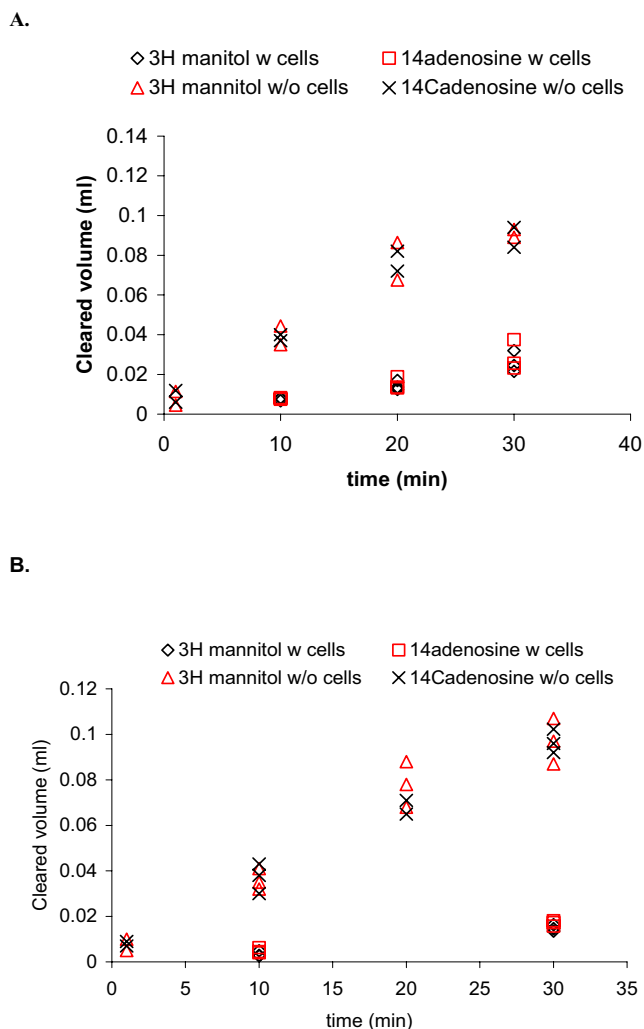 A.
3H manitol w cells 14adenosine w cells
3H mannitol w/o cells 14Cadenosine w/o cells
0.14
0.12
0.1
0.08
0.06
0.04
0.02
0
Cleared volume (ml)
0 10 20 30 40
time (min)
B.
3H mannitol w cells 14adenosine w cells
3H mannitol w/o cells 14Cadenosine w/o cells
0.12
0.1
0.08
0.06
0.04
0.02
0
Cleared volume (ml)
0 5 10 15 20 25 30 35
time (min)